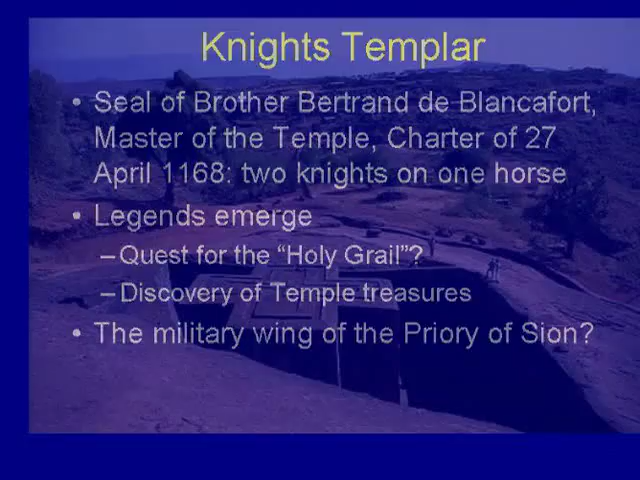 Knights Templar
• Seal of Brother Bertrand de Blancafort,
Master of the Temple, Charter of 27
April 1168: two knights on one horse
• Legends emerge
–Quest for the “Holy Grail”?
–Discovery of Temple treasures
• The military wing of the Priory of Sion?